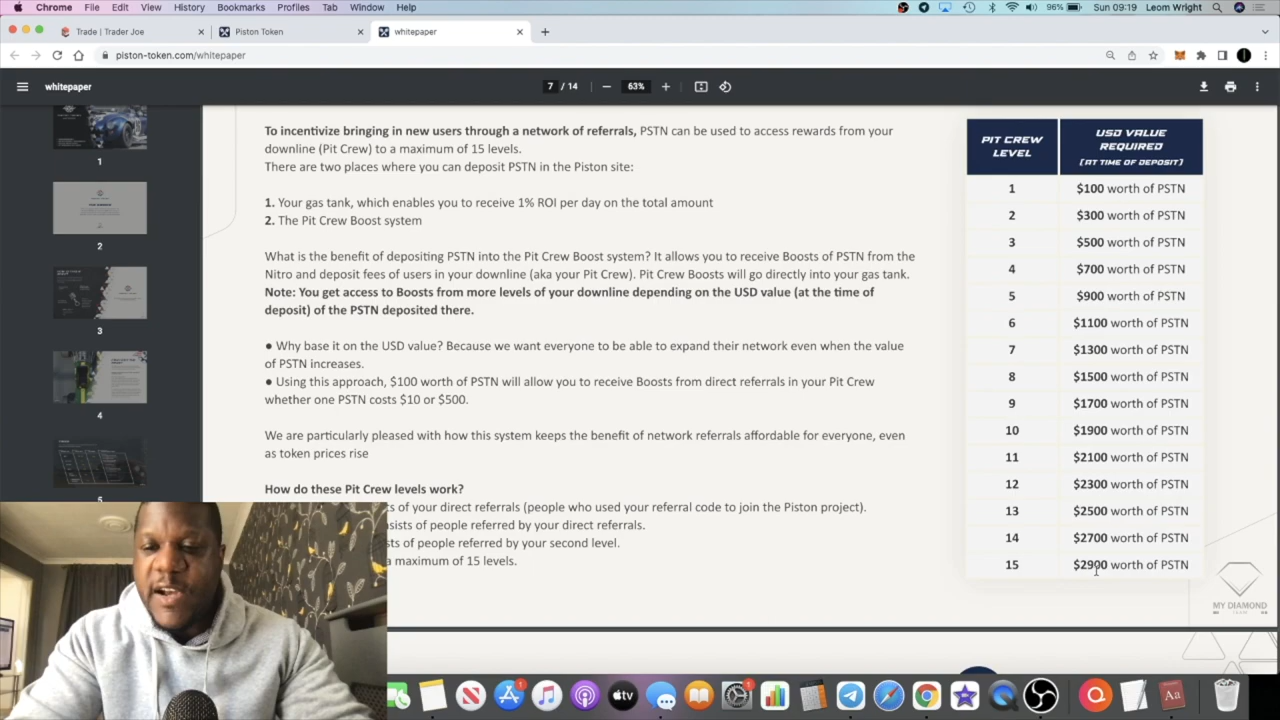 Chrome File Edit View History Bookmarks Profiles Tab Window Help 96% Sun 09:19 Leom Wright
Trade | Trader Joe Piston Token whitepaper
piston-token.com/whitepaper
whitepaper 7 / 14 63%
1
2
3
4
5
To incentivize bringing in new users through a network of referrals, PSTN can be used to access rewards from your
downline (Pit Crew) to a maximum of 15 levels.
There are two places where you can deposit PSTN in the Piston site:
1. Your gas tank, which enables you to receive 1% ROI per day on the total amount
2. The Pit Crew Boost system
What is the benefit of depositing PSTN into the Pit Crew Boost system? It allows you to receive Boosts of PSTN from the
Nitro and deposit fees of users in your downline (aka your Pit Crew). Pit Crew Boosts will go directly into your gas tank.
Note: You get access to Boosts from more levels of your downline depending on the USD value (at the time of
deposit) of the PSTN deposited there.
● Why base it on the USD value? Because we want everyone to be able to expand their network even when the value
of PSTN increases.
● Using this approach, $100 worth of PSTN will allow you to receive Boosts from direct referrals in your Pit Crew
whether one PSTN costs $10 or $500.
We are particularly pleased with how this system keeps the benefit of network referrals affordable for everyone, even
as token prices rise
How do these Pit Crew levels work?
ts of your direct referrals (people who used your referral code to join the Piston project).
sists of people referred by your direct referrals.
sts of people referred by your second level.
a maximum of 15 levels.
PIT CREW
LEVEL
USD VALUE
REQUIRED
(AT TIME OF DEPOSIT)
1 $100 worth of PSTN
2 $300 worth of PSTN
3 $500 worth of PSTN
4 $700 worth of PSTN
5 $900 worth of PSTN
6 $1100 worth of PSTN
7 $1300 worth of PSTN
8 $1500 worth of PSTN
9 $1700 worth of PSTN
10 $1900 worth of PSTN
11 $2100 worth of PSTN
12 $2300 worth of PSTN
13 $2500 worth of PSTN
14 $2700 worth of PSTN
15 $2900 worth of PSTN
MY DIAMOND
tv
Aa